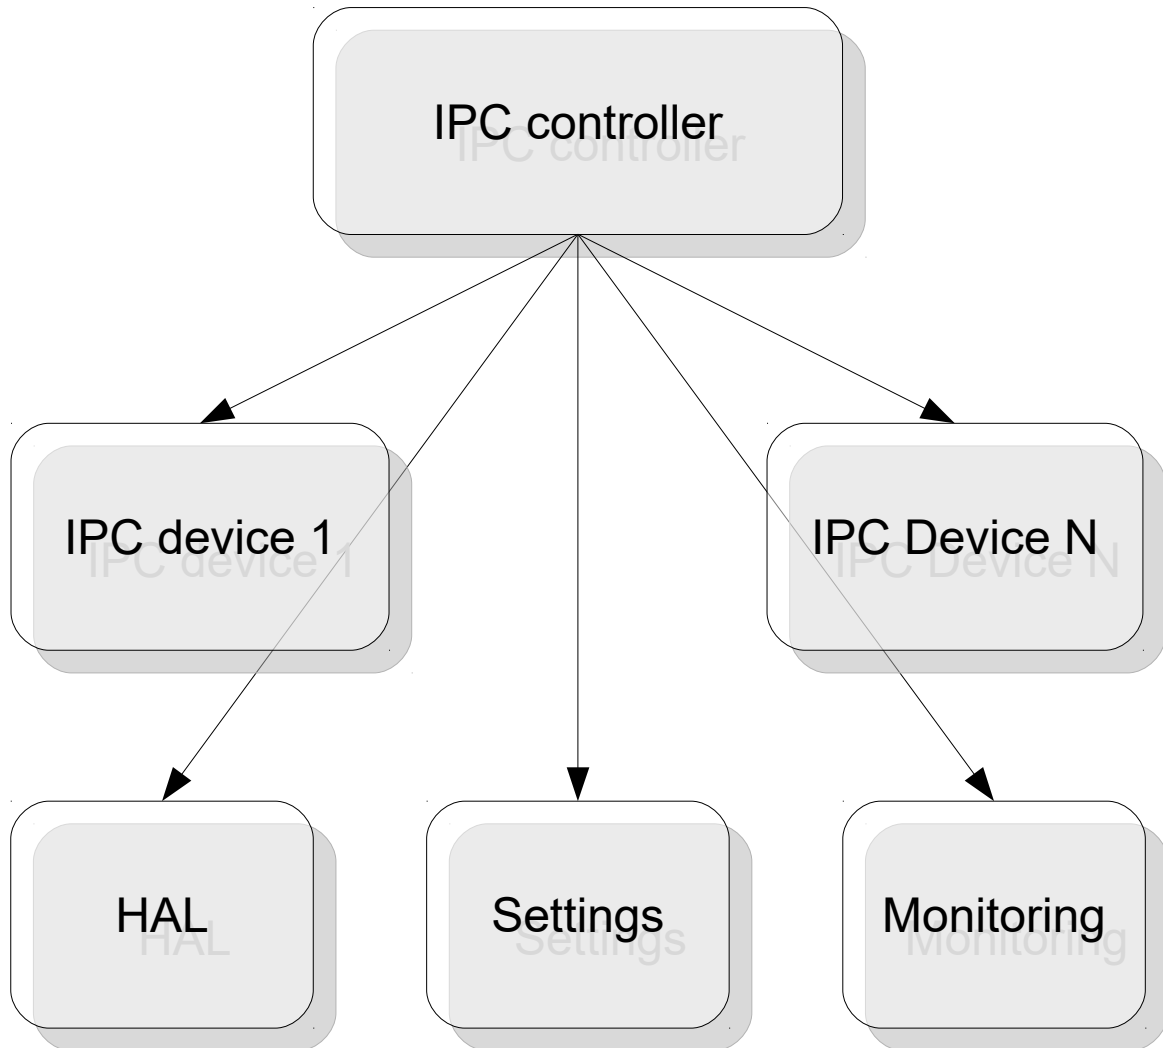 IPC controller
IPC device 1
IPC Device N
HAL
Settings
Monitoring